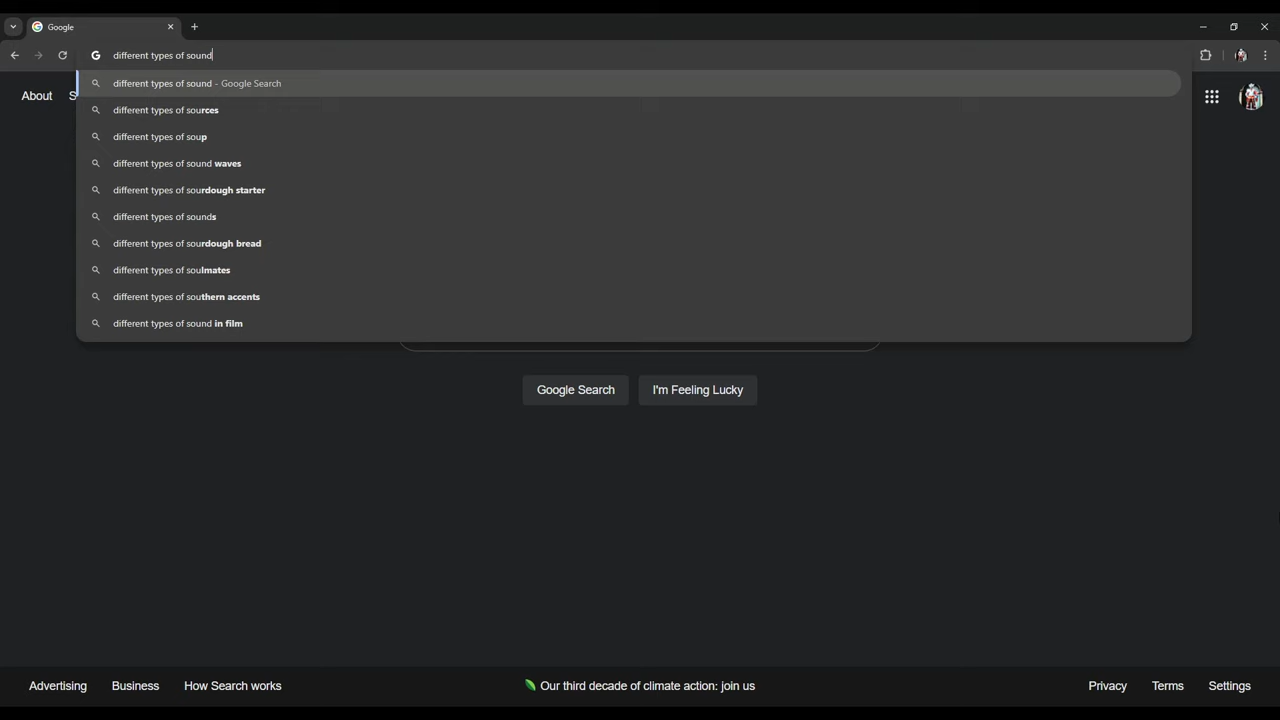 Google
different types of sound
different types of sound - Google Search
different types of sources
different types of soup
different types of sound waves
different types of sourdough starter
different types of sounds
different types of sourdough bread
different types of soulmates
different types of southern accents
different types of sound in film
About S
Google Search I'm Feeling Lucky
Advertising Business How Search works Our third decade of climate action: join us Privacy Terms Settings